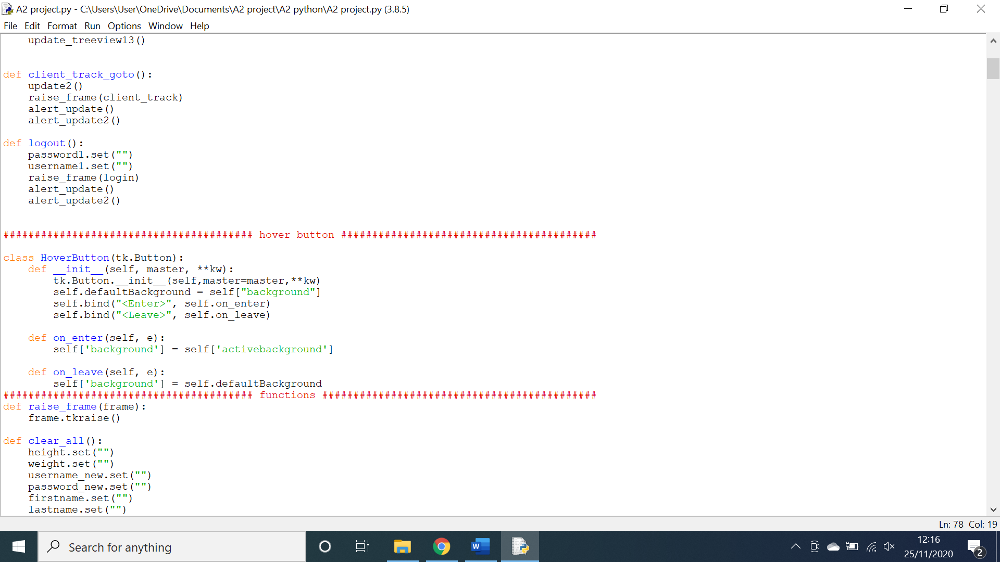 A2 project.py - C:\Users\User\OneDrive\Documents\A2 project\A2 python\A2 project.py (3.8.5)
File Edit Format Run Options Window Help
    update_treeview13()


def client_track_goto():
    update2()
    raise_frame(client_track)
    alert_update()
    alert_update2()

def logout():
    password1.set("")
    username1.set("")
    raise_frame(login)
    alert_update()
    alert_update2()


######################################## hover button #########################################

class HoverButton(tk.Button):
    def __init__(self, master, **kw):
        tk.Button.__init__(self,master=master,**kw)
        self.defaultBackground = self["background"]
        self.bind("<Enter>", self.on_enter)
        self.bind("<Leave>", self.on_leave)

    def on_enter(self, e):
        self['background'] = self['activebackground']

    def on_leave(self, e):
        self['background'] = self.defaultBackground
######################################## functions ############################################
def raise_frame(frame):
    frame.tkraise()

def clear_all():
    height.set("")
    weight.set("")
    username_new.set("")
    password_new.set("")
    firstname.set("")
    lastname.set("")
Ln: 78 Col: 19
Search for anything
W
12:16
25/11/2020
2